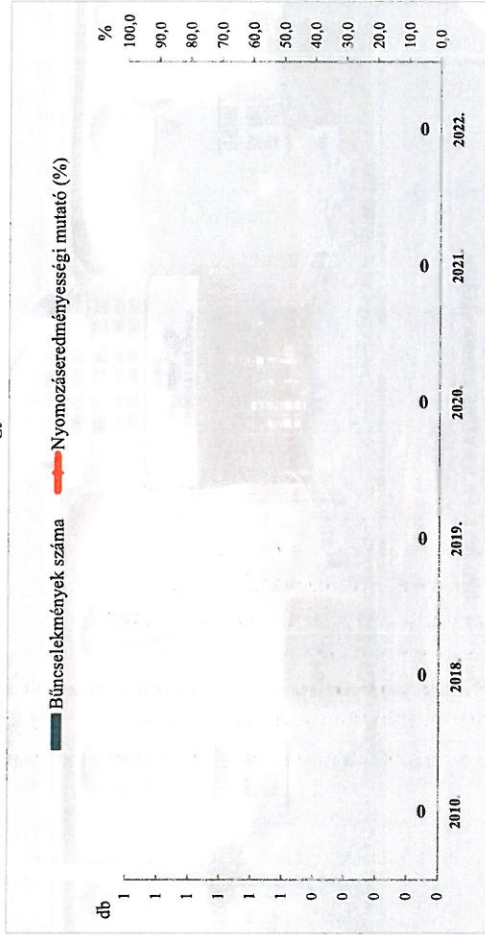 Bűncselekmények száma Nyomozáseredményességi mutató (%)
db %
1 100,0
1 90,0
1 80,0
1 70,0
1 60,0
1 50,0
0 40,0
0 30,0
0 20,0
0 10,0
0 0,0
0 0 0 0 0 0
2010. 2018. 2019. 2020. 2021. 2022.